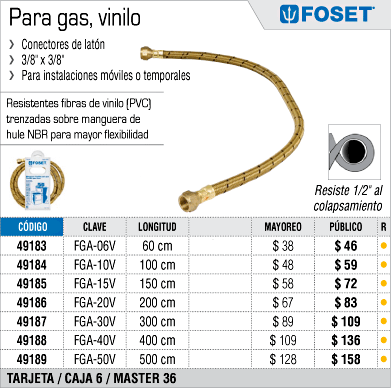 Para gas, vinilo
FOSET®
Conectores de latón
3/8" x 3/8"
Para instalaciones móviles o temporales
Resistentes fibras de vinilo (PVC)
trenzadas sobre manguera de
hule NBR para mayor flexibilidad
FOSET
Resiste 1/2" al
colapsamiento
CÓDIGO CLAVE LONGITUD MAYOREO PÚBLICO R
49183 FGA-06V 60 cm $ 38 $ 46
49184 FGA-10V 100 cm $ 48 $ 59
49185 FGA-15V 150 cm $ 58 $ 72
49186 FGA-20V 200 cm $ 67 $ 83
49187 FGA-30V 300 cm $ 89 $ 109
49188 FGA-40V 400 cm $ 109 $ 136
49189 FGA-50V 500 cm $ 128 $ 158
TARJETA / CAJA 6 / MASTER 36